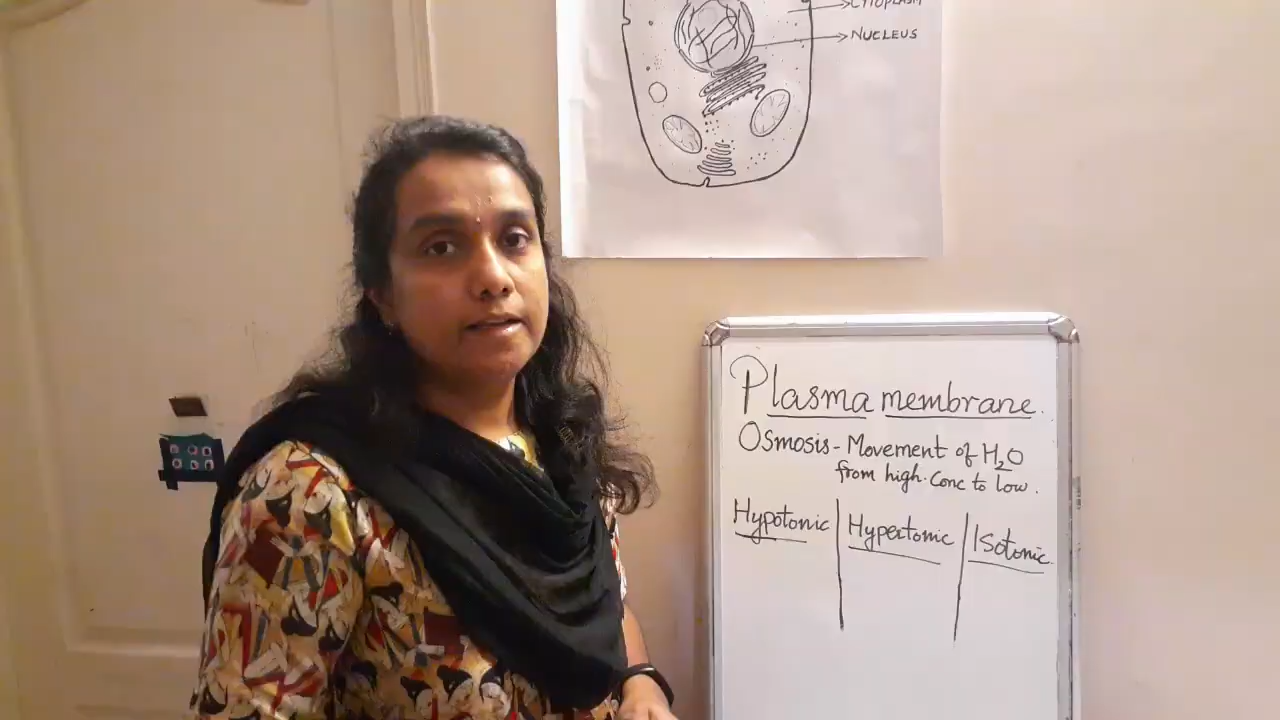 CYTOPLASM
NUCLEUS
Plasma membrane.
Osmosis - Movement of H₂O
from high. Conc to low.
Hypotonic
Hypertonic
Isotonic